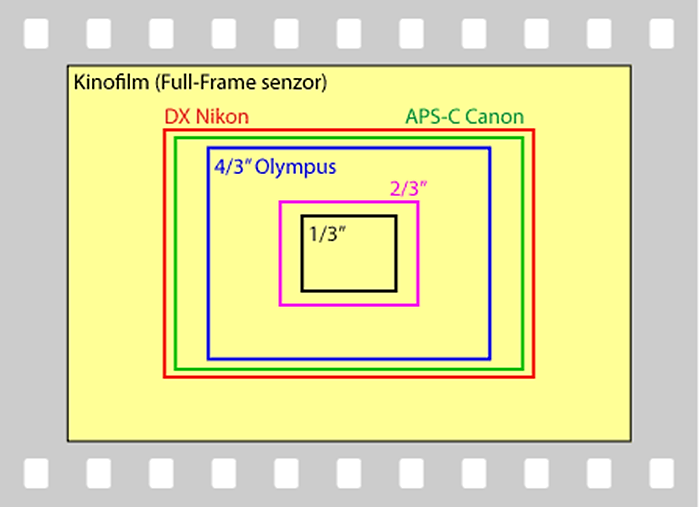 Kinofilm (Full-Frame senzor)
DX Nikon
APS-C Canon
4/3” Olympus
2/3”
1/3”